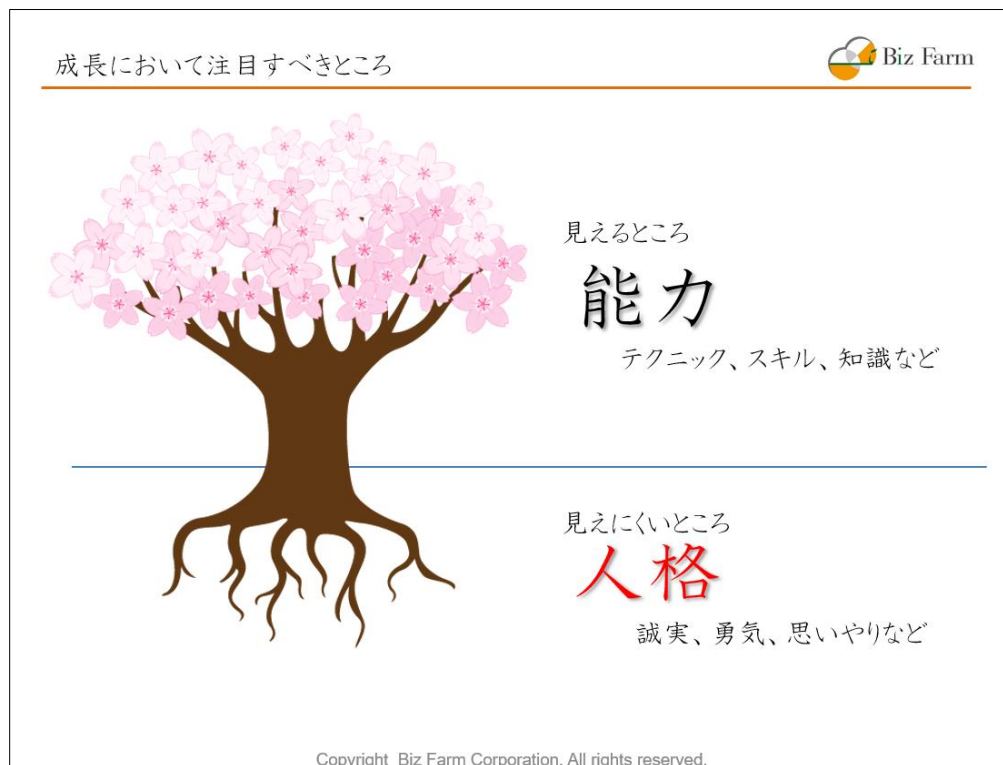 成長において注目すべきところ
Biz Farm
見えるところ
能力
テクニック、スキル、知識など
見えにくいところ
人格
誠実、勇気、思いやりなど
Copyright  Biz Farm Corporation. All rights reserved.